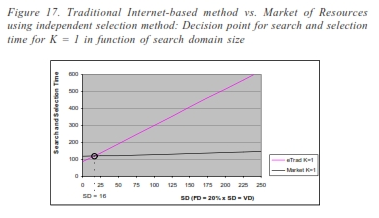 Figure 17. Traditional Internet-based method vs. Market of Resources
using independent selection method: Decision point for search and selection
time for K = 1 in function of search domain size
Search and Selection Time
600
500
400
300
200
100
0
0 25 50 75 100 125 150 175 200 225 250
SD = 16
SD (FD = 20% x SD = VD)
eTrad K=1
Market K=1